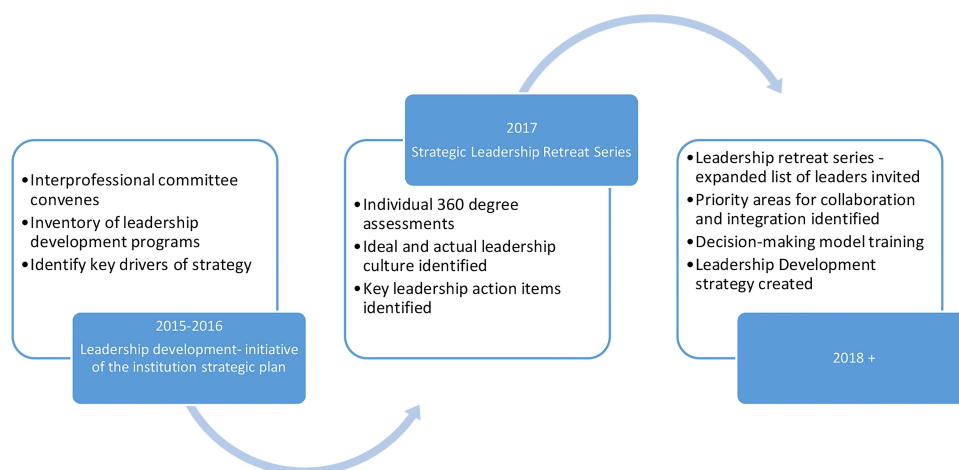 • Interprofessional committee
convenes
• Inventory of leadership
development programs
• Identify key drivers of strategy
2015-2016
Leadership development- initiative
of the institution strategic plan
2017
Strategic Leadership Retreat Series
• Individual 360 degree
assessments
• Ideal and actual leadership
culture identified
• Key leadership action items
identified
• Leadership retreat series -
expanded list of leaders invited
• Priority areas for collaboration
and integration identified
• Decision-making model training
• Leadership Development
strategy created
2018 +